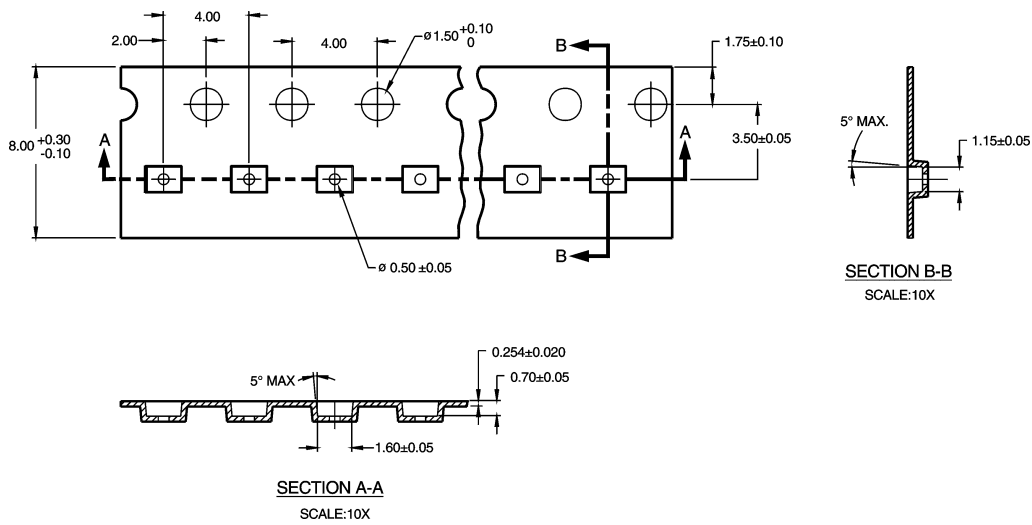 4.00
2.00
4.00
ø1.50 +0.10
0
B
1.75±0.10
8.00 +0.30
-0.10
A
A
3.50±0.05
5° MAX.
1.15±0.05
B
ø 0.50 ±0.05
SECTION B-B
SCALE:10X
0.254±0.020
5° MAX
0.70±0.05
1.60±0.05
SECTION A-A
SCALE:10X